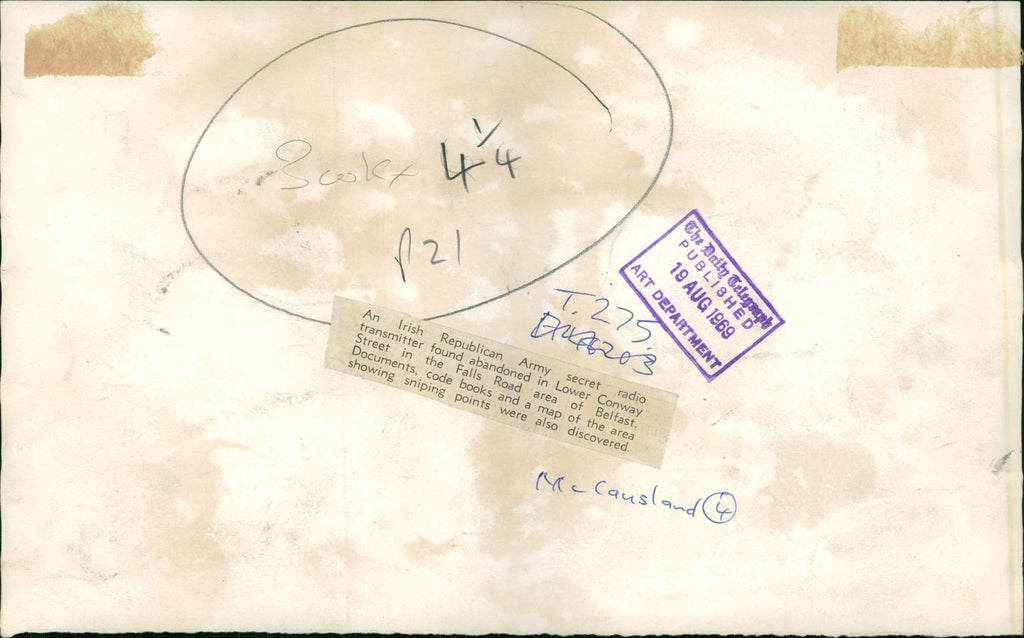 4 1/4
P21
The Daily Telegraph
PUBLISHED
19 AUG 1969
ART DEPARTMENT
T.275
An Irish Republican Army secret radio
transmitter found abandoned in Lower Conway
Street in the Falls Road area of Belfast.
Documents, code books and a map of the area
showing sniping points were also discovered.
McCausland 4